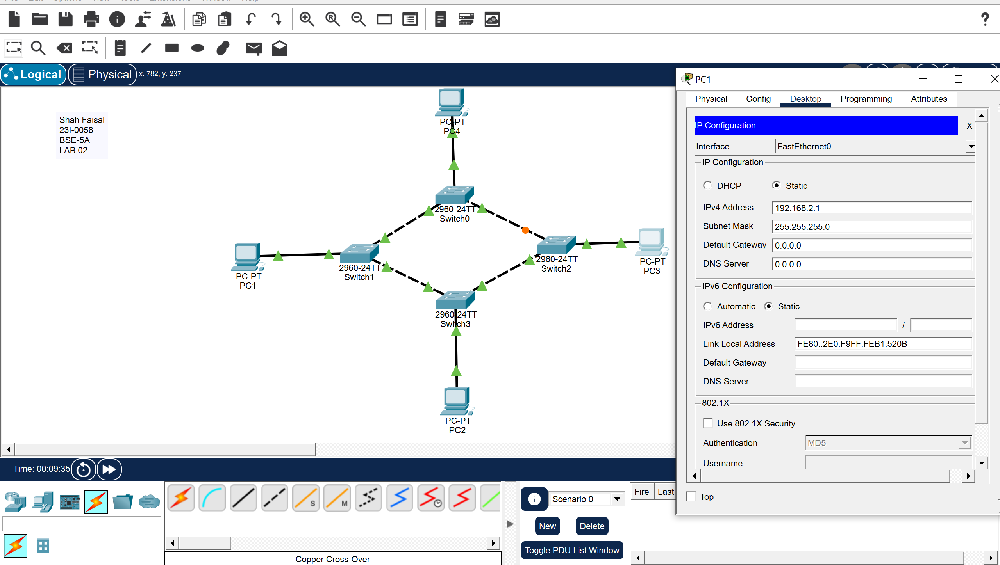 Logical
Physical
x: 782, y: 237
Shah Faisal
23I-0058
BSE-5A
LAB 02
PC-PT
PC4
2960-24TT
Switch0
PC-PT
PC1
2960-24TT
Switch1
2960-24TT
Switch2
PC-PT
PC3
2960-24TT
Switch3
PC-PT
PC2
PC1
Physical Config Desktop Programming Attributes
IP Configuration X
Interface FastEthernet0
IP Configuration
DHCP Static
IPv4 Address 192.168.2.1
Subnet Mask 255.255.255.0
Default Gateway 0.0.0.0
DNS Server 0.0.0.0
IPv6 Configuration
Automatic Static
IPv6 Address /
Link Local Address FE80::2E0:F9FF:FEB1:520B
Default Gateway
DNS Server
802.1X
Use 802.1X Security
Authentication MD5
Username
Top
Time: 00:09:35
S
M
Copper Cross-Over
Scenario 0
New Delete
Toggle PDU List Window
Fire Last